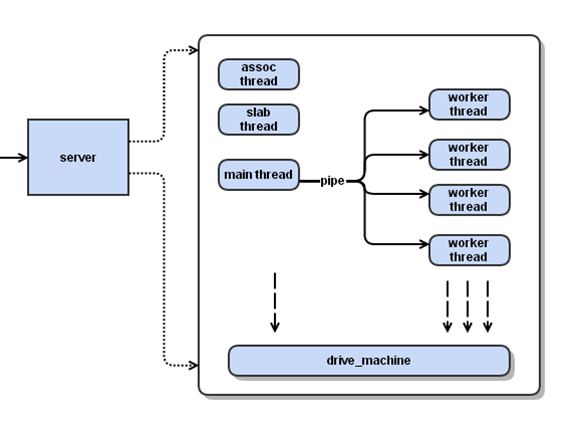 assoc
thread
slab
thread
server
main thread
pipe
worker
thread
worker
thread
worker
thread
worker
thread
drive_machine